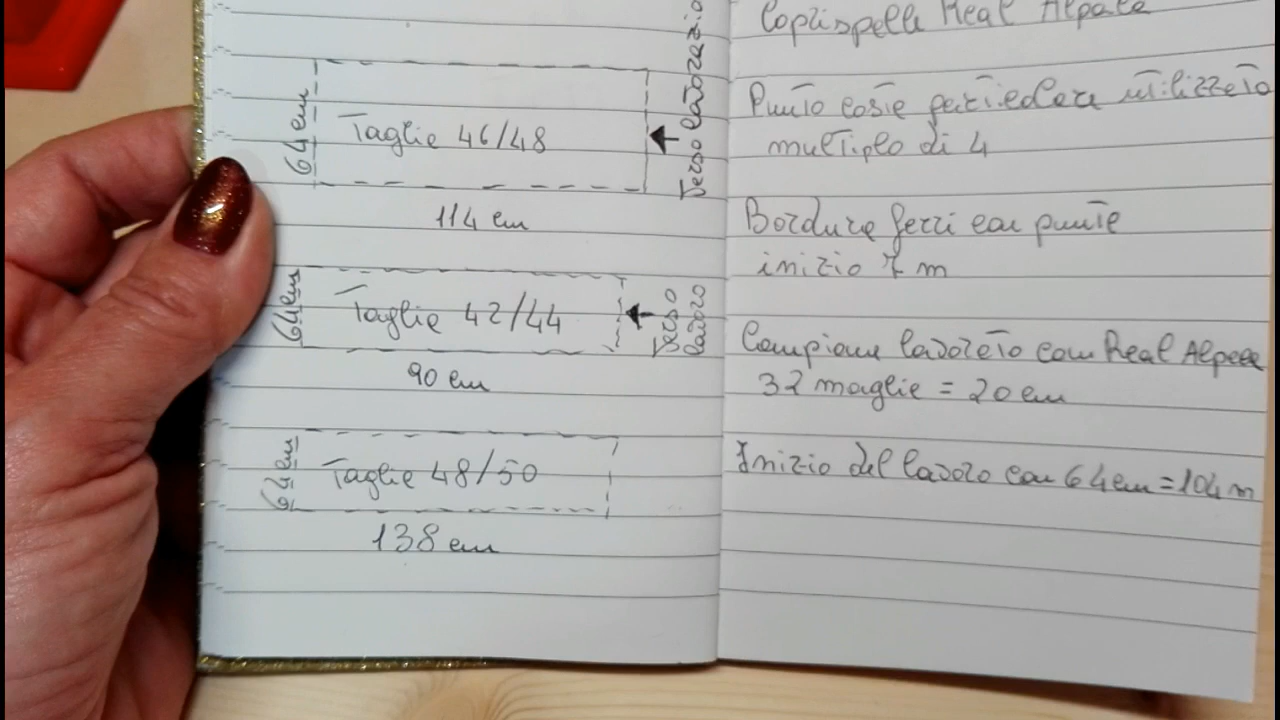 64 cm
Taglie 46/48
Verso lavorazio
114 cm
64 cm
Taglie 42/44
Verso
lavoro
90 cm
64 cm
Taglie 48/50
138 cm
Coprispalle Real Alpaca
Punto coste utilizzato
multiplo di 4
Bordure ferri con punte
inizio 7 m
Campione lavorato con Real Alpaca
32 maglie = 20 cm
Inizio del lavoro con 64 cm = 104 m